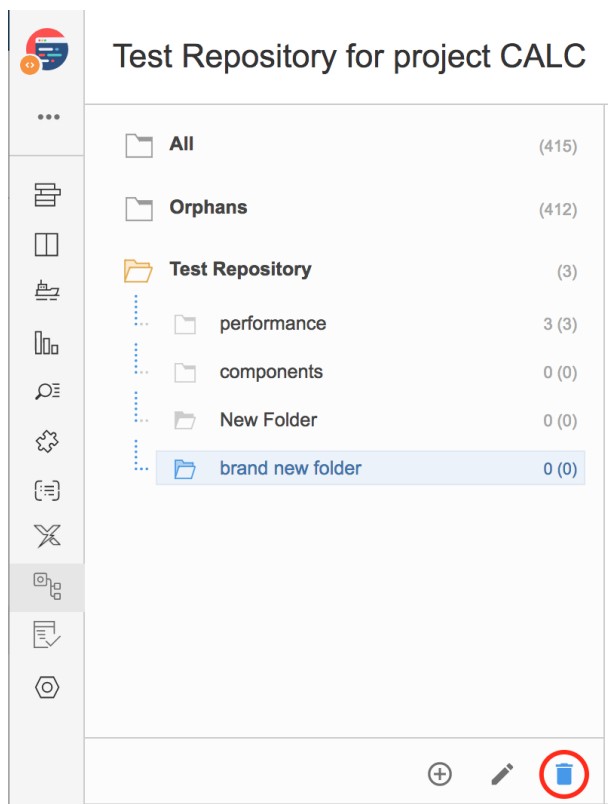 Test Repository for project CALC
All (415)
Orphans (412)
Test Repository (3)
performance 3 (3)
components 0 (0)
New Folder 0 (0)
brand new folder 0 (0)